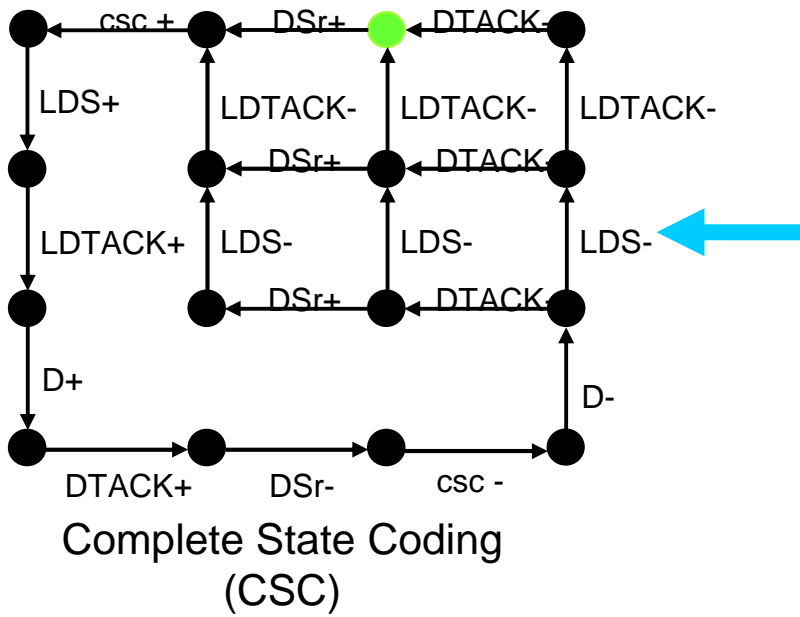 csc + DSr+ DTACK-
LDS+ LDTACK- LDTACK- LDTACK-
DSr+ DTACK-
LDTACK+ LDS- LDS- LDS-
DSr+ DTACK-
D+ D-
DTACK+ DSr- csc -
Complete State Coding
(CSC)